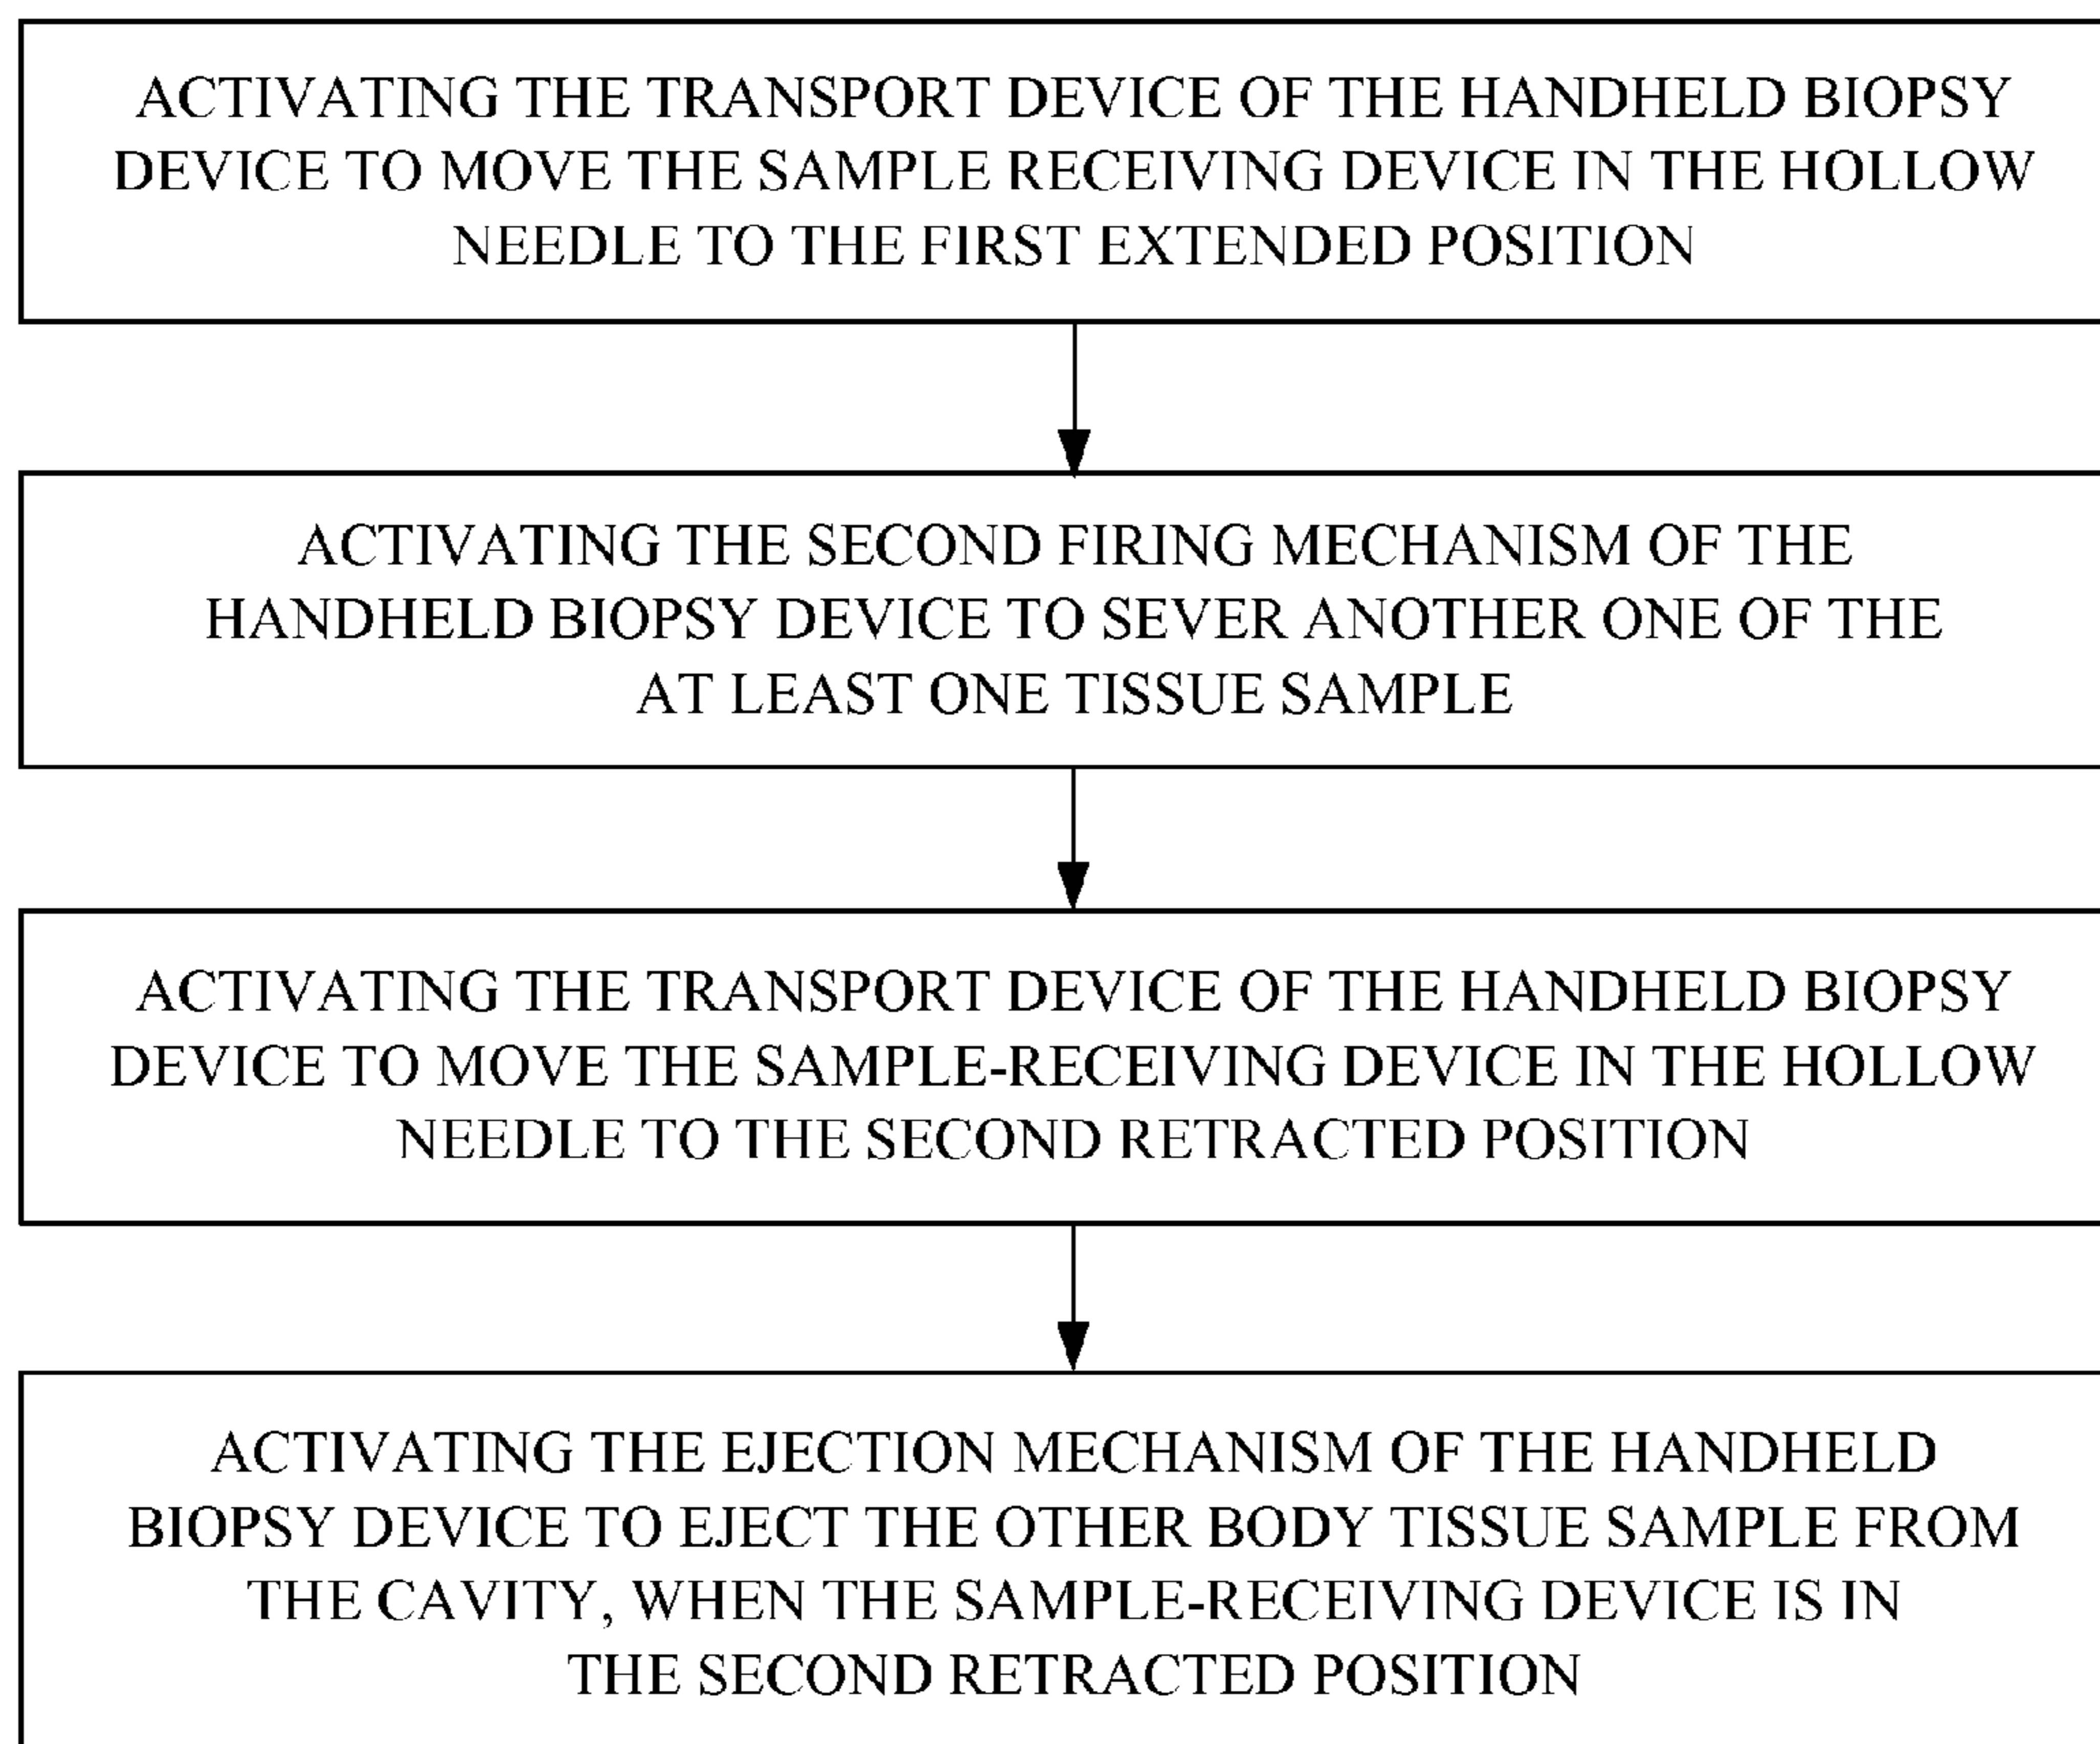 ACTIVATING THE TRANSPORT DEVICE OF THE HANDHELD BIOPSY
DEVICE TO MOVE THE SAMPLE RECEIVING DEVICE IN THE HOLLOW
NEEDLE TO THE FIRST EXTENDED POSITION
ACTIVATING THE SECOND FIRING MECHANISM OF THE
HANDHELD BIOPSY DEVICE TO SEVER ANOTHER ONE OF THE
AT LEAST ONE TISSUE SAMPLE
ACTIVATING THE TRANSPORT DEVICE OF THE HANDHELD BIOPSY
DEVICE TO MOVE THE SAMPLE-RECEIVING DEVICE IN THE HOLLOW
NEEDLE TO THE SECOND RETRACTED POSITION
ACTIVATING THE EJECTION MECHANISM OF THE HANDHELD
BIOPSY DEVICE TO EJECT THE OTHER BODY TISSUE SAMPLE FROM
THE CAVITY, WHEN THE SAMPLE-RECEIVING DEVICE IS IN
THE SECOND RETRACTED POSITION